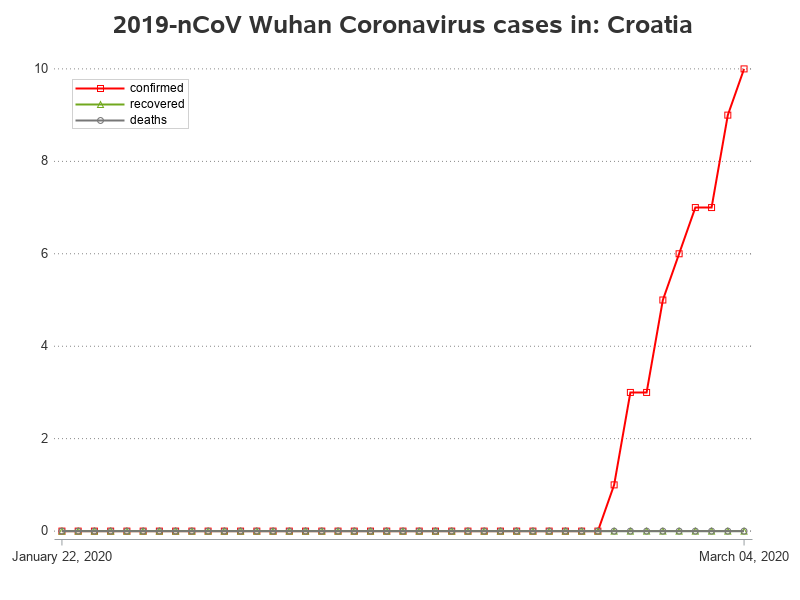 2019-nCoV Wuhan Coronavirus cases in: Croatia
10
confirmed
recovered
deaths
8
6
4
2
0
January 22, 2020
March 04, 2020